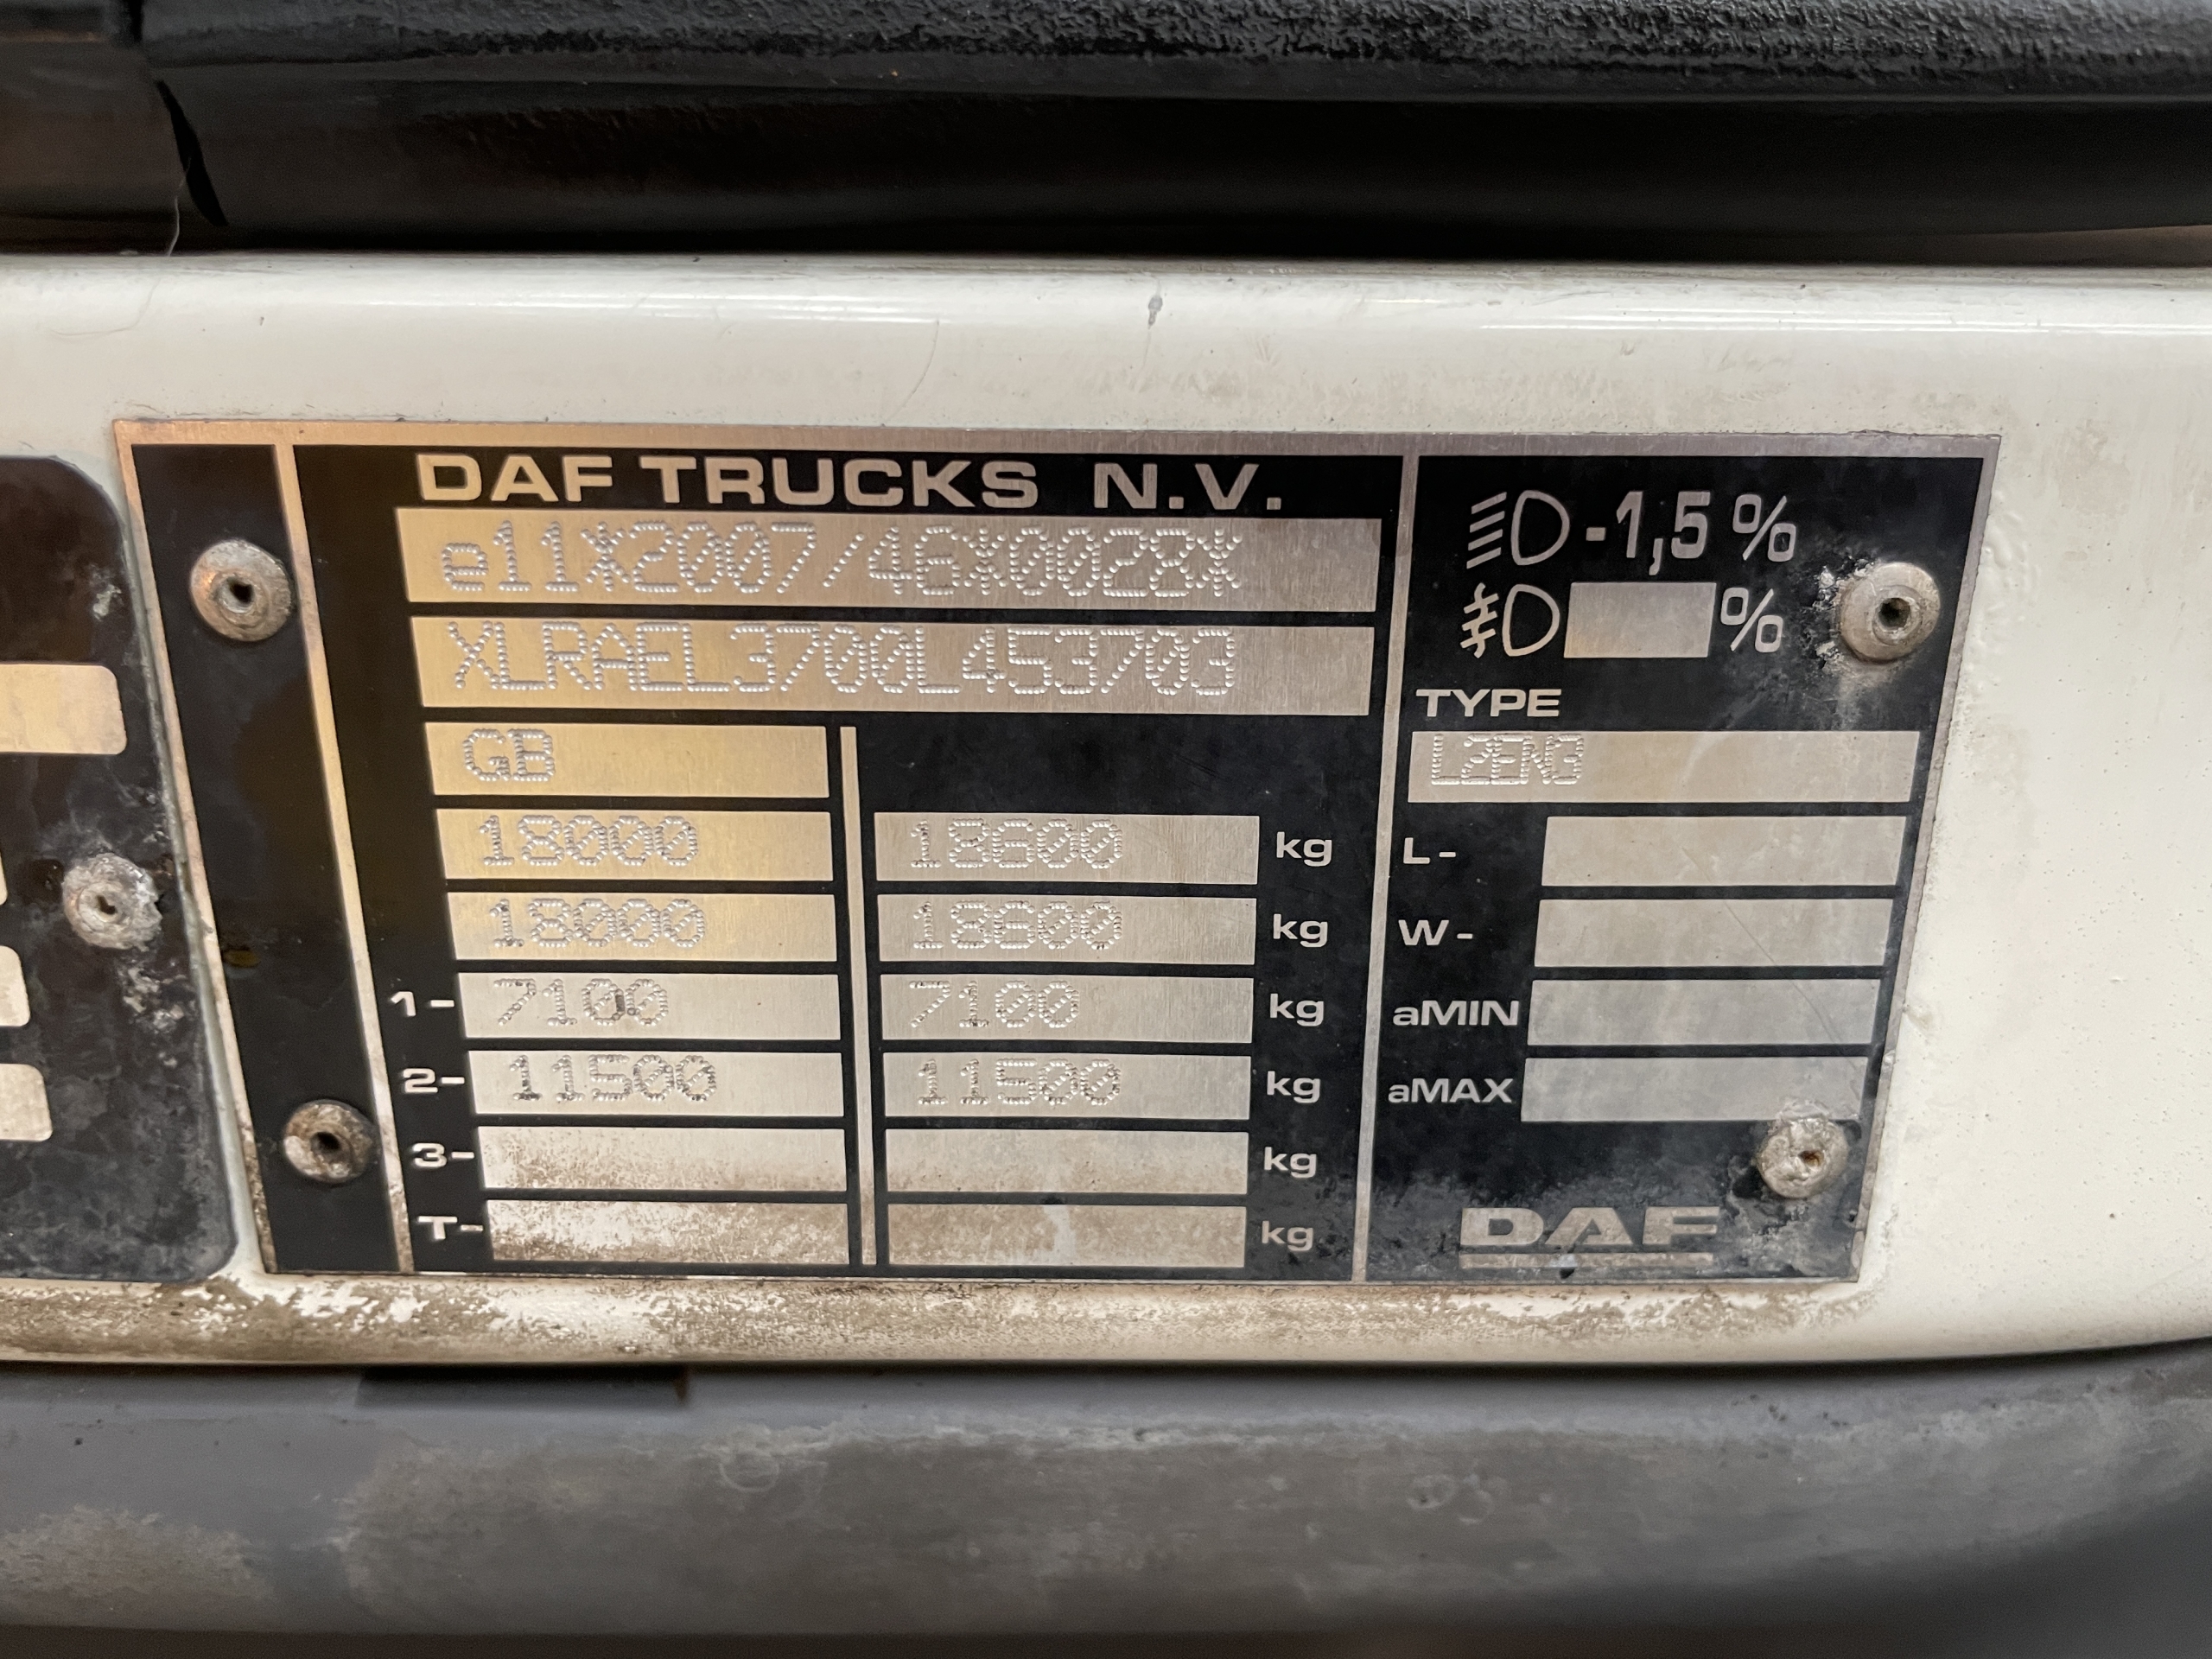 DAF TRUCKS N.V.
e11*2007/46*0028*
XLRAEL3700L453703
GB
18000 18600 kg
18000 18600 kg
1- 7100 7100 kg
2- 11500 11500 kg
3- kg
T- kg
-1,5 %
%
TYPE
L2EN3
L-
W-
aMIN
aMAX
DAF